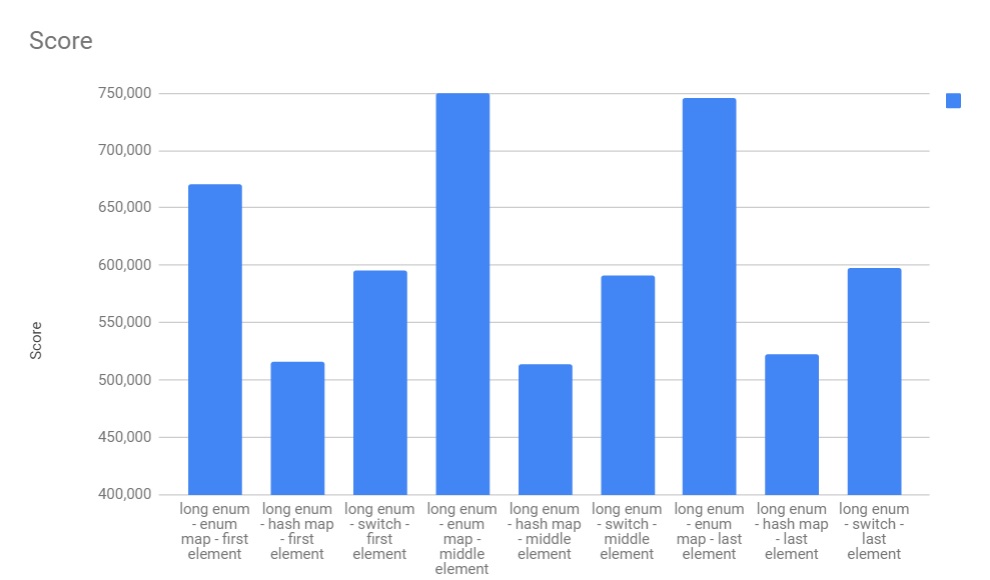 Score
750,000
700,000
650,000
600,000
550,000
500,000
450,000
400,000
Score
long enum
- enum
map - first
element
long enum
- hash map
- first
element
long enum
- switch -
first
element
long enum
- enum
map -
middle
element
long enum
- hash map
- middle
element
long enum
- switch -
middle
element
long enum
- enum
map - last
element
long enum
- hash map
- last
element
long enum
- switch -
last
element